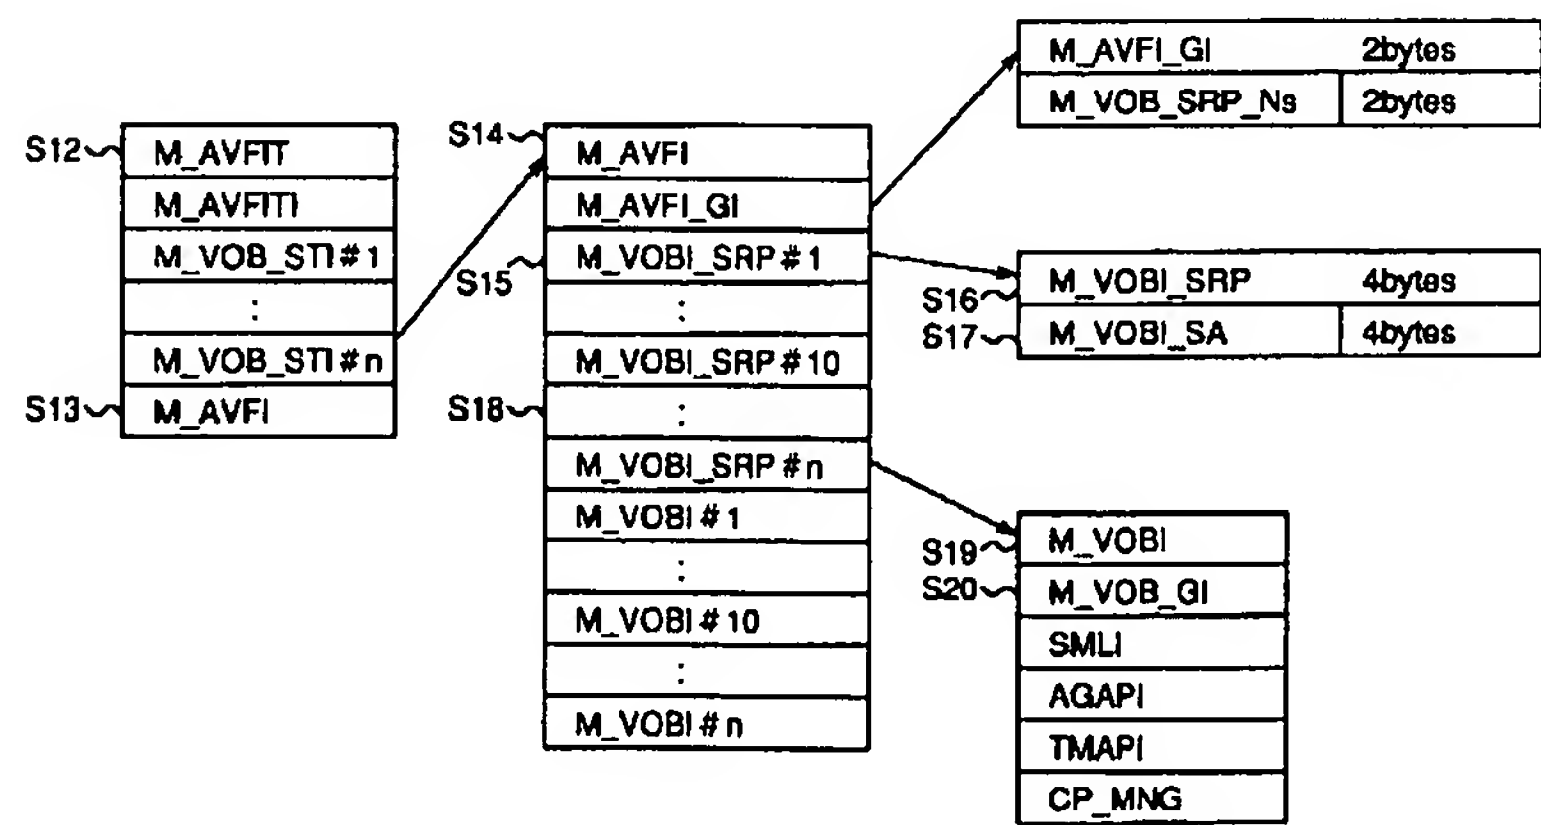 S12 M_AVFIT
M_AVFITI
M_VOB_STI#1
:
M_VOB_STI#n
S13 M_AVFI
S14 M_AVFI
M_AVFI_GI
S15 M_VOBI_SRP#1
:
M_VOBI_SRP#10
S18 :
M_VOBI_SRP#n
M_VOBI#1
:
M_VOBI#10
:
M_VOBI#n
M_AVFI_GI 2bytes
M_VOB_SRP_Ns 2bytes
S16 M_VOBI_SRP 4bytes
S17 M_VOBI_SA 4bytes
S19 M_VOBI
S20 M_VOB_GI
SMLI
AGAPI
TMAPI
CP_MNG